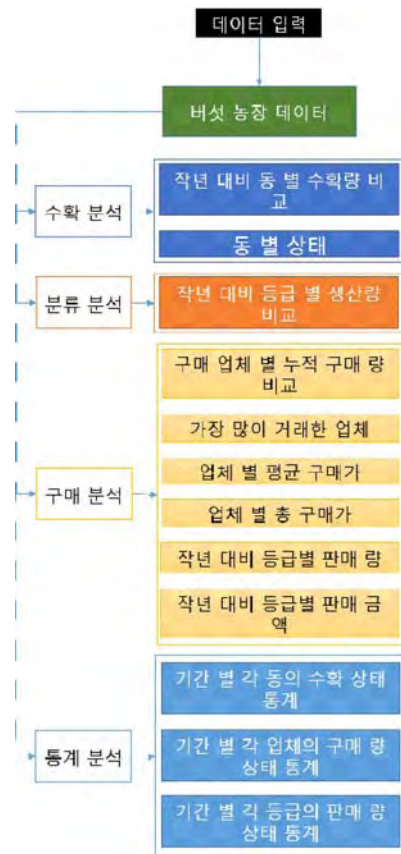 데이터 입력
버섯 농장 데이터
수확 분석
작년 대비 동 별 수확량 비
교
동 별 상태
분류 분석
작년 대비 등급 별 생산량
비교
구매 분석
구매 업체 별 누적 구매 량
비교
가장 많이 거래한 업체
업체 별 평균 구매가
업체 별 총 구매가
작년 대비 등급별 판매 량
작년 대비 등급별 판매 금
액
통계 분석
기간 별 각 동의 수확 상태
통계
기간 별 각 업체의 구매 량
상태 통계
기간 별 각 등급의 판매 량
상태 통계